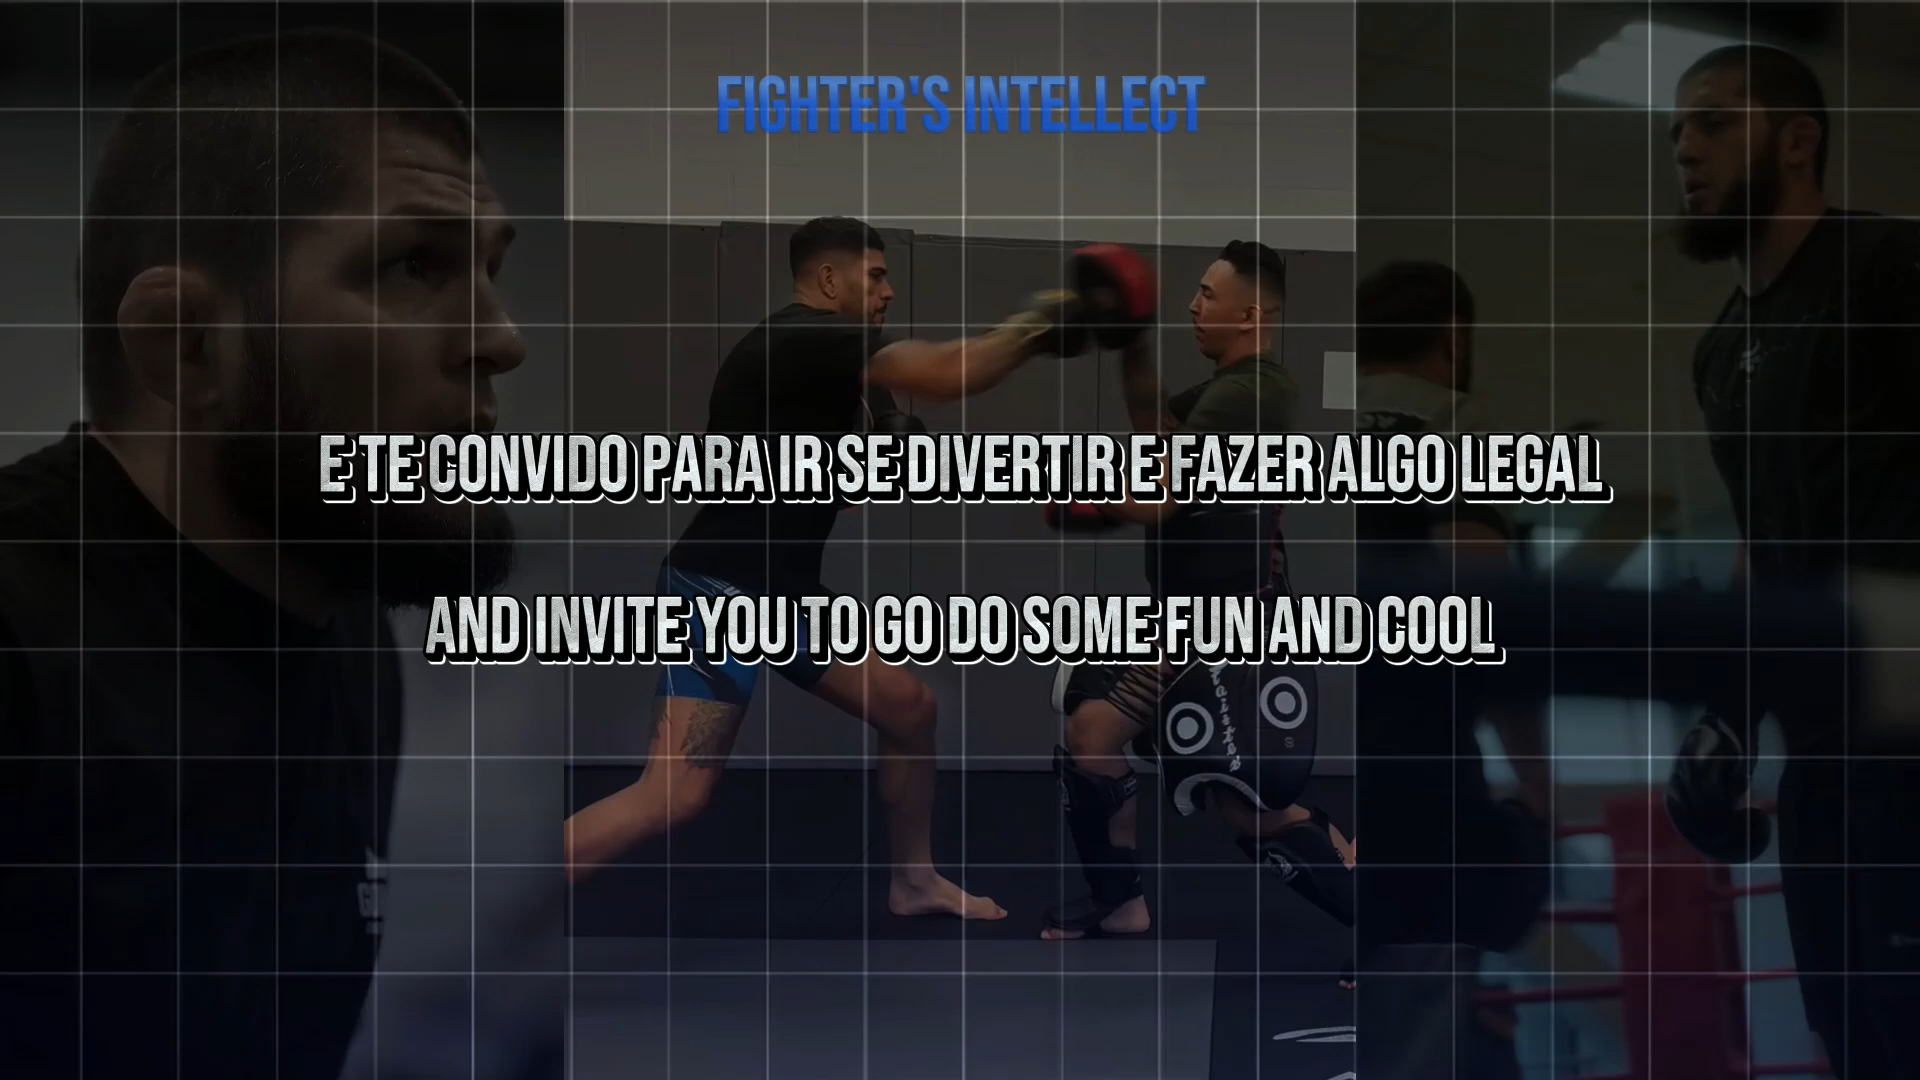 FIGHTER'S INTELLECT
E TE CONVIDO PARA IR SE DIVERTIR E FAZER ALGO LEGAL
AND INVITE YOU TO GO DO SOME FUN AND COOL